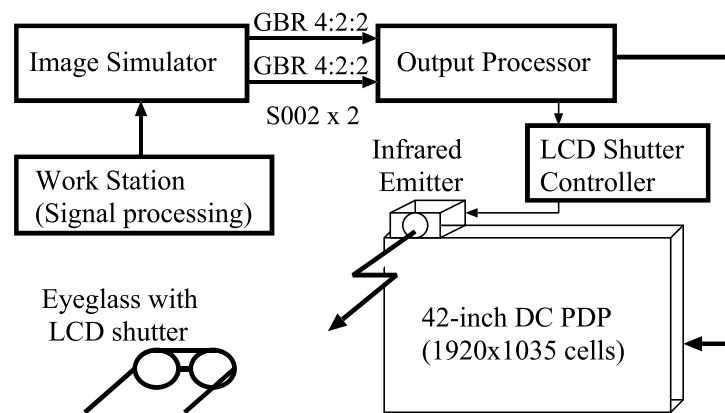 GBR 4:2:2
Image Simulator
GBR 4:2:2
Output Processor
S002 x 2
Work Station
(Signal processing)
Infrared
Emitter
LCD Shutter
Controller
Eyeglass with
LCD shutter
42-inch DC PDP
(1920x1035 cells)